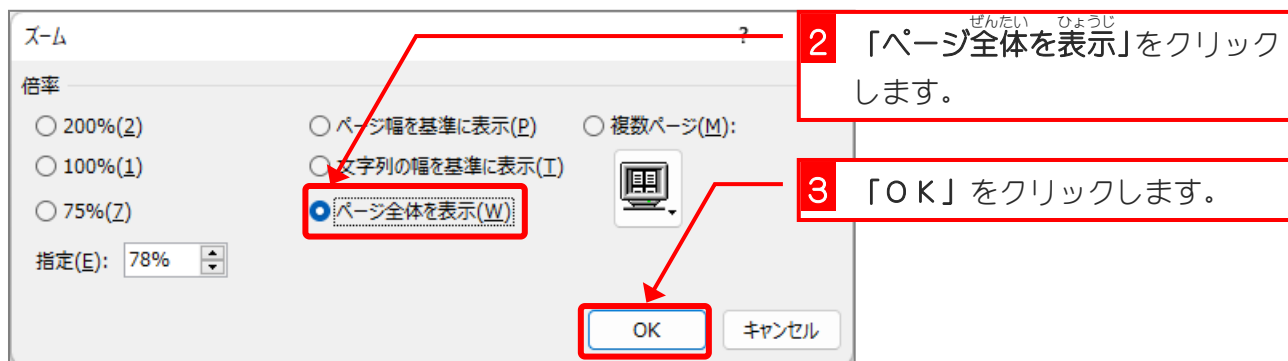 ズーム
?
倍率
200%(2)
ページ幅を基準に表示(P)
複数ページ(M):
100%(1)
文字列の幅を基準に表示(T)
75%(7)
ページ全体を表示(W)
指定(E): 78%
OK
キャンセル
ぜんたい ひょうじ
2 「ページ全体を表示」をクリック
します。
3 「OK」をクリックします。